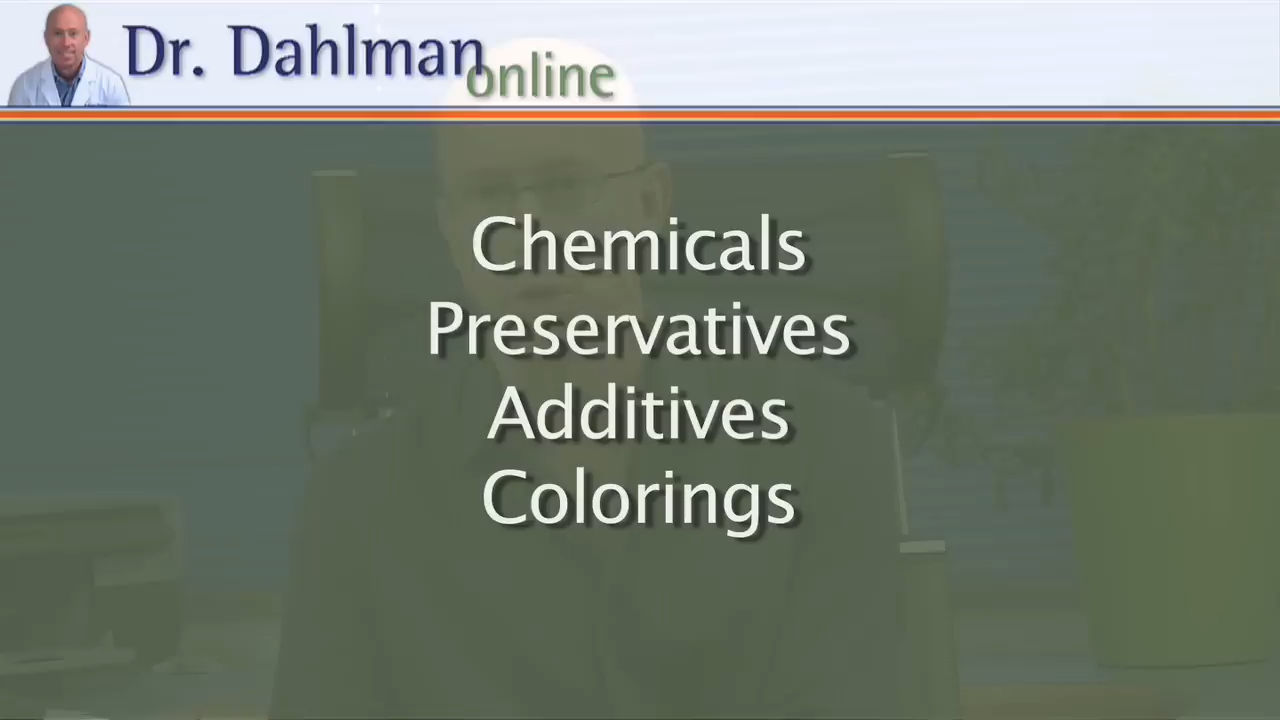 Dr. Dahlman
online
Chemicals
Preservatives
Additives
Colorings